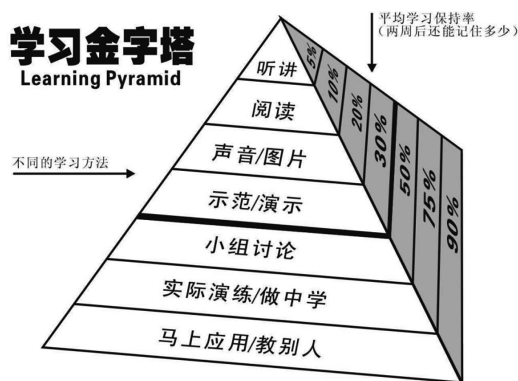 学习金字塔
Learning Pyramid
平均学习保持率
（两周后还能记住多少）
不同的学习方法
听讲
5%
阅读
10%
声音/图片
20%
示范/演示
30%
小组讨论
50%
实际演练/做中学
75%
马上应用/教别人
90%